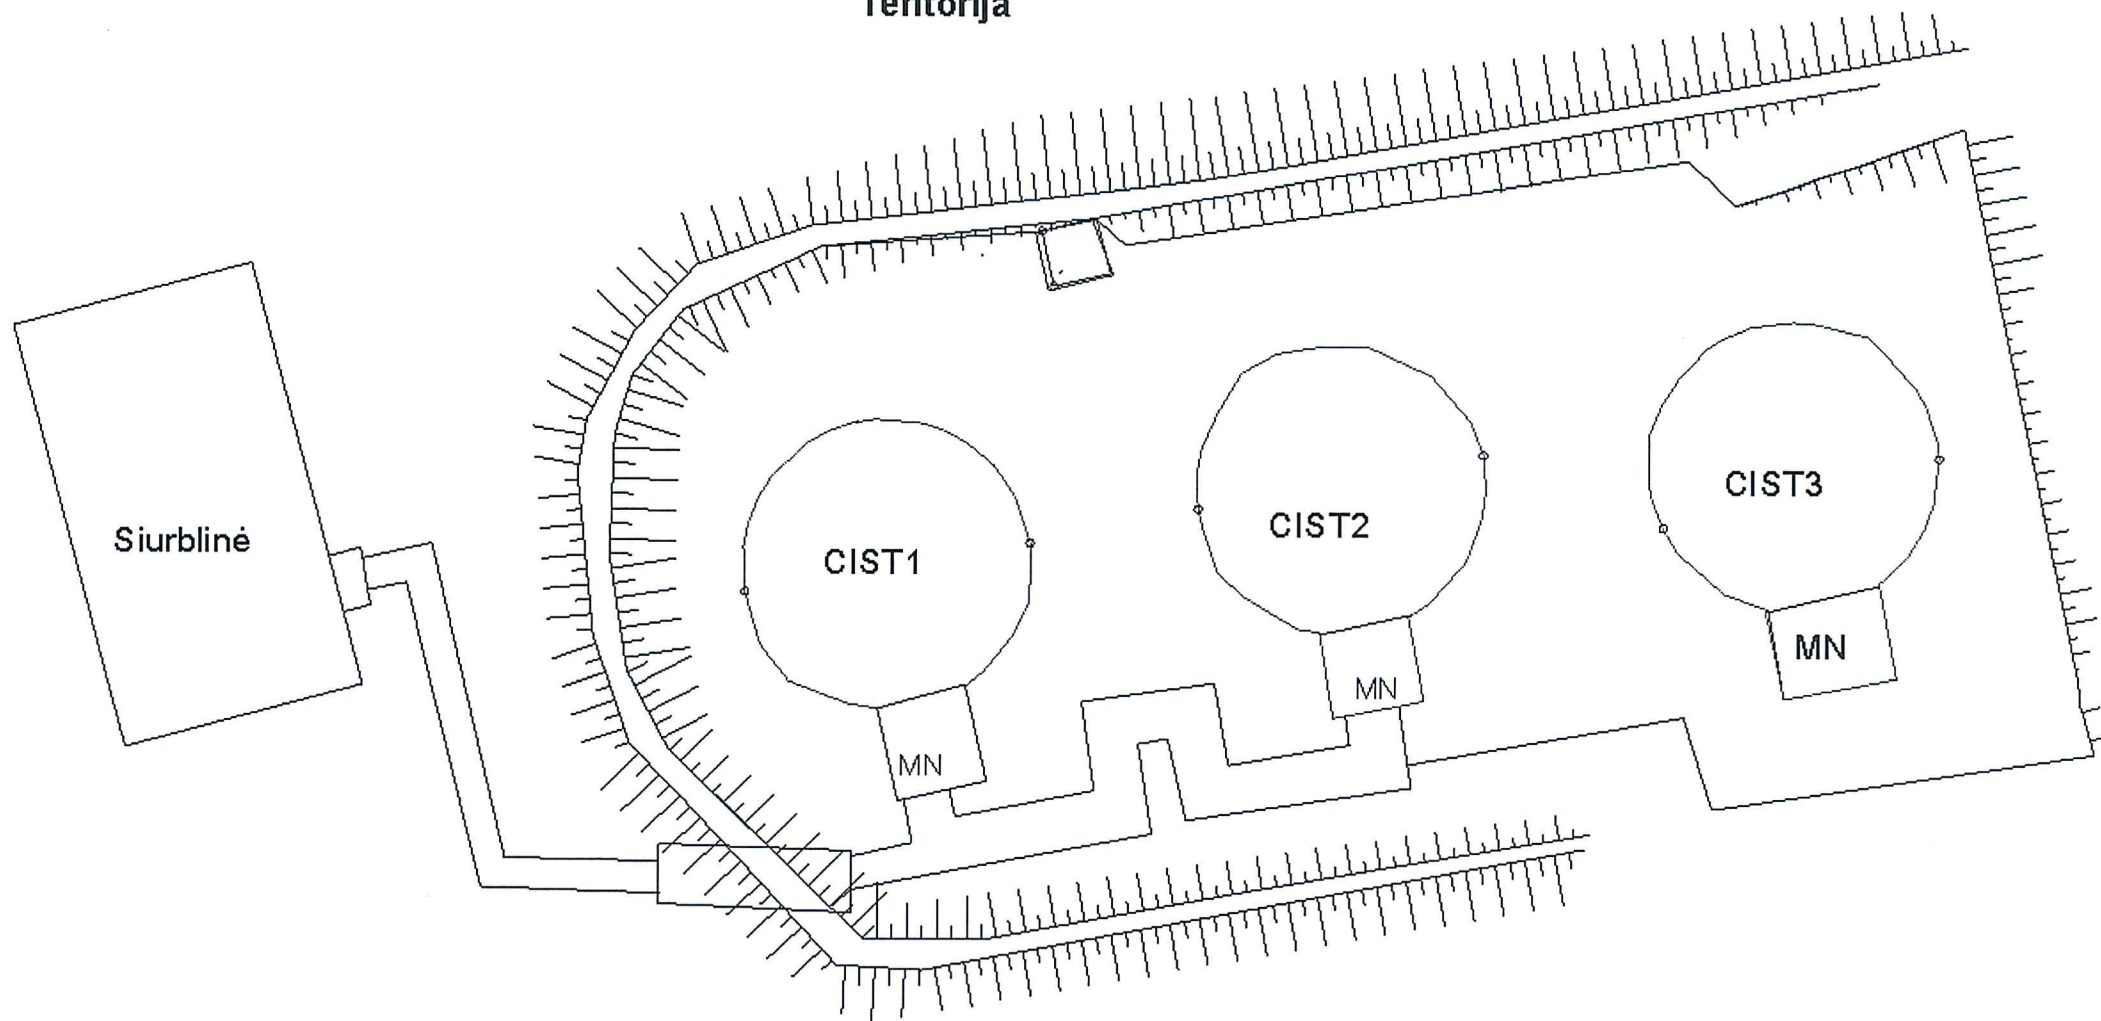 Teritorija
CIST3
CIST2
Siurblinė
CIST1
MN
MN
MN